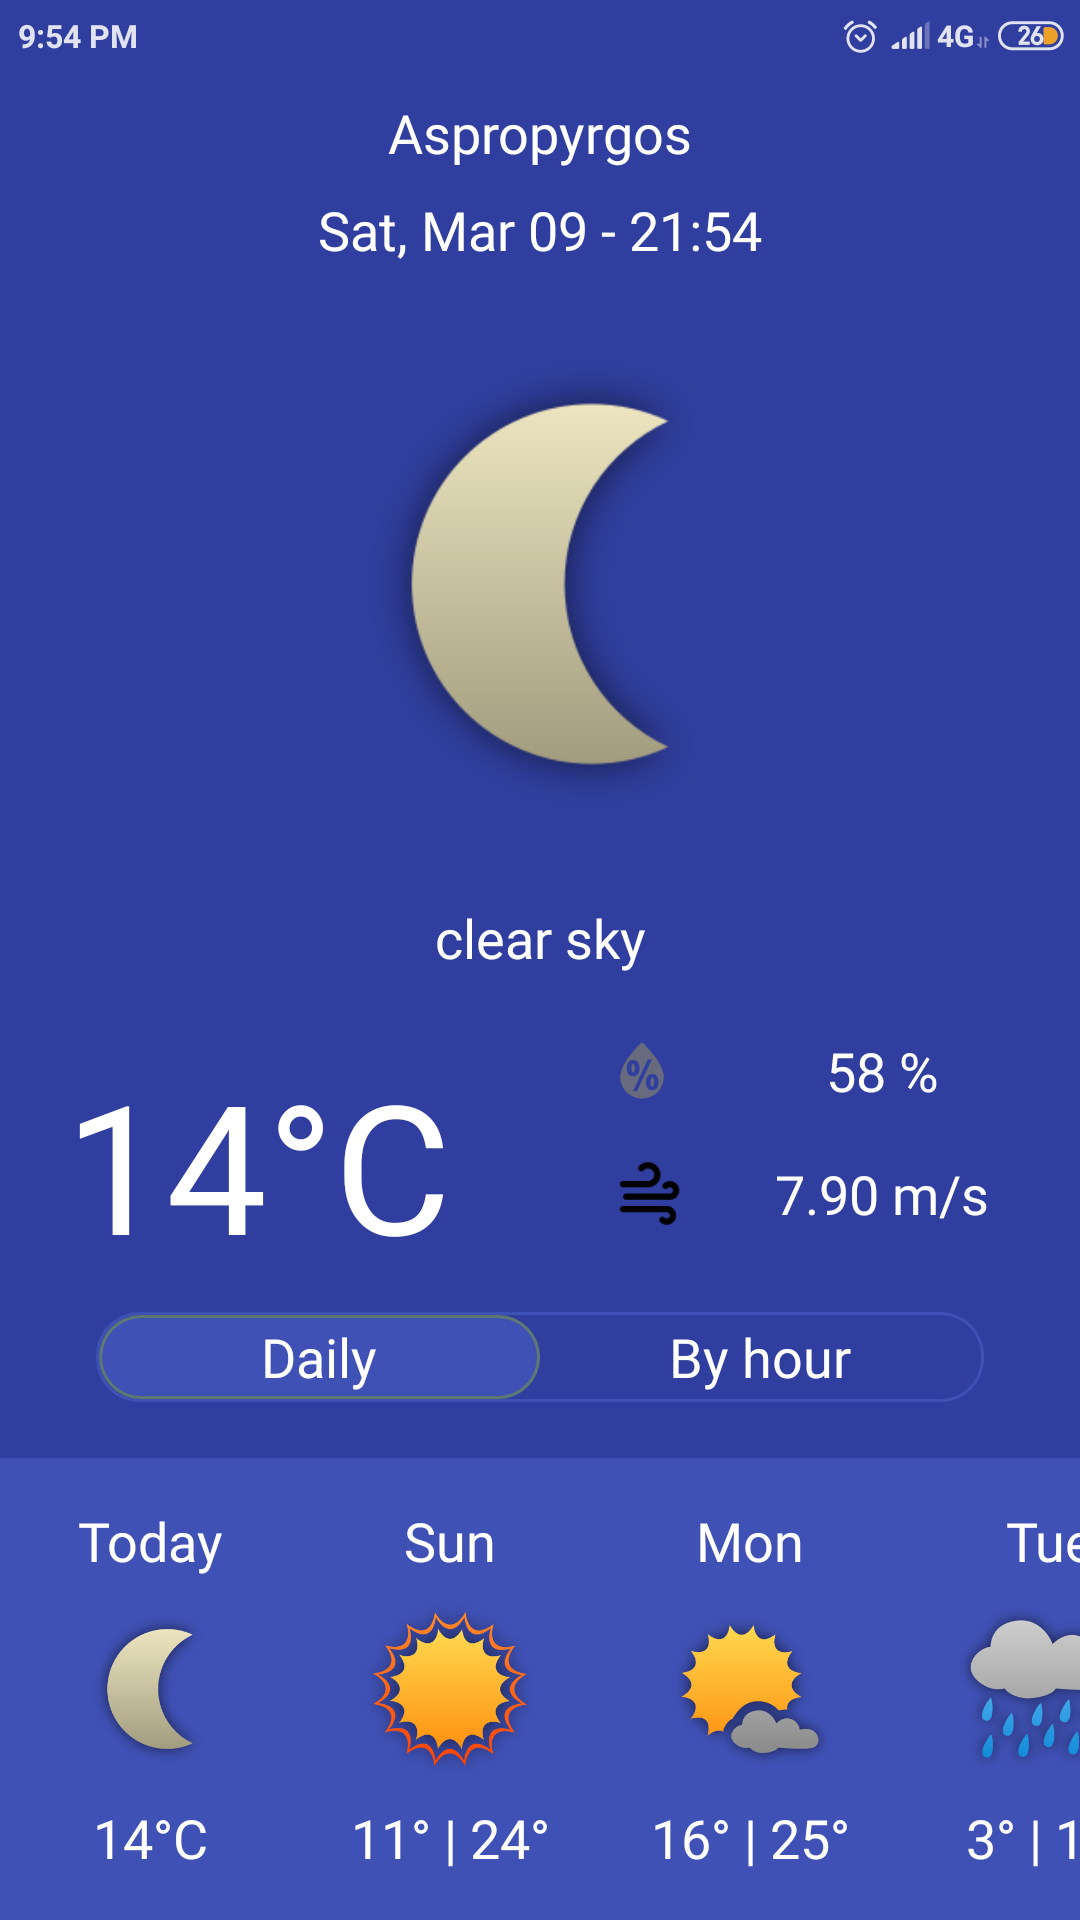 9:54 PM 4G 26
Aspropyrgos
Sat, Mar 09 - 21:54
clear sky
14°C
58 %
7.90 m/s
Daily By hour
Today Sun Mon Tue
14°C 11° | 24° 16° | 25° 3° | 1